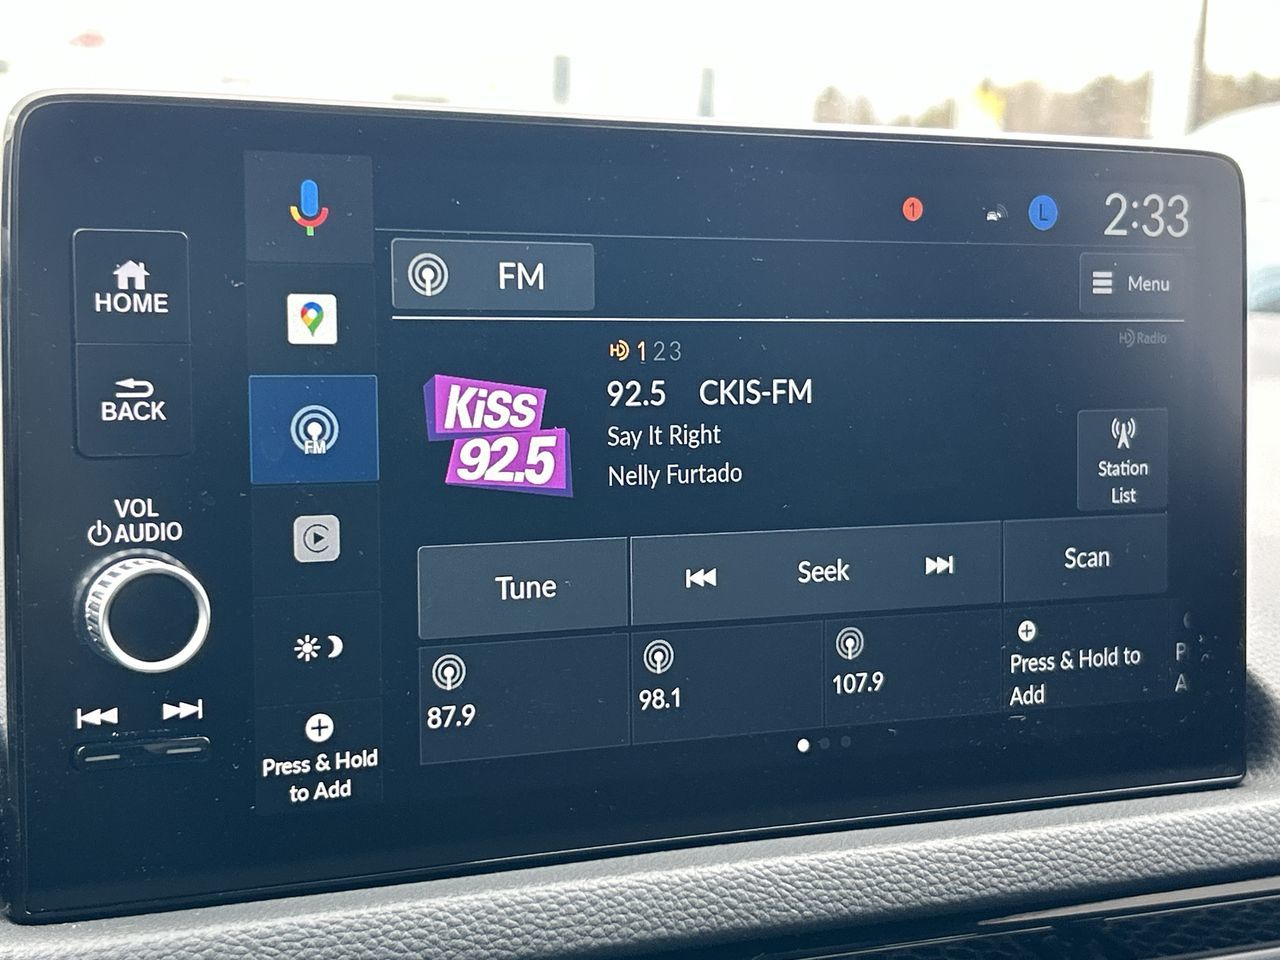 1
L
2:33
HOME
BACK
VOL
AUDIO
FM
Menu
HD 1 2 3
HD Radio
KiSS
92.5
92.5 CKIS-FM
Say It Right
Nelly Furtado
FM
Station
List
Tune
Seek
Scan
87.9
98.1
107.9
Press & Hold to
Add
P
A
Press & Hold
to Add